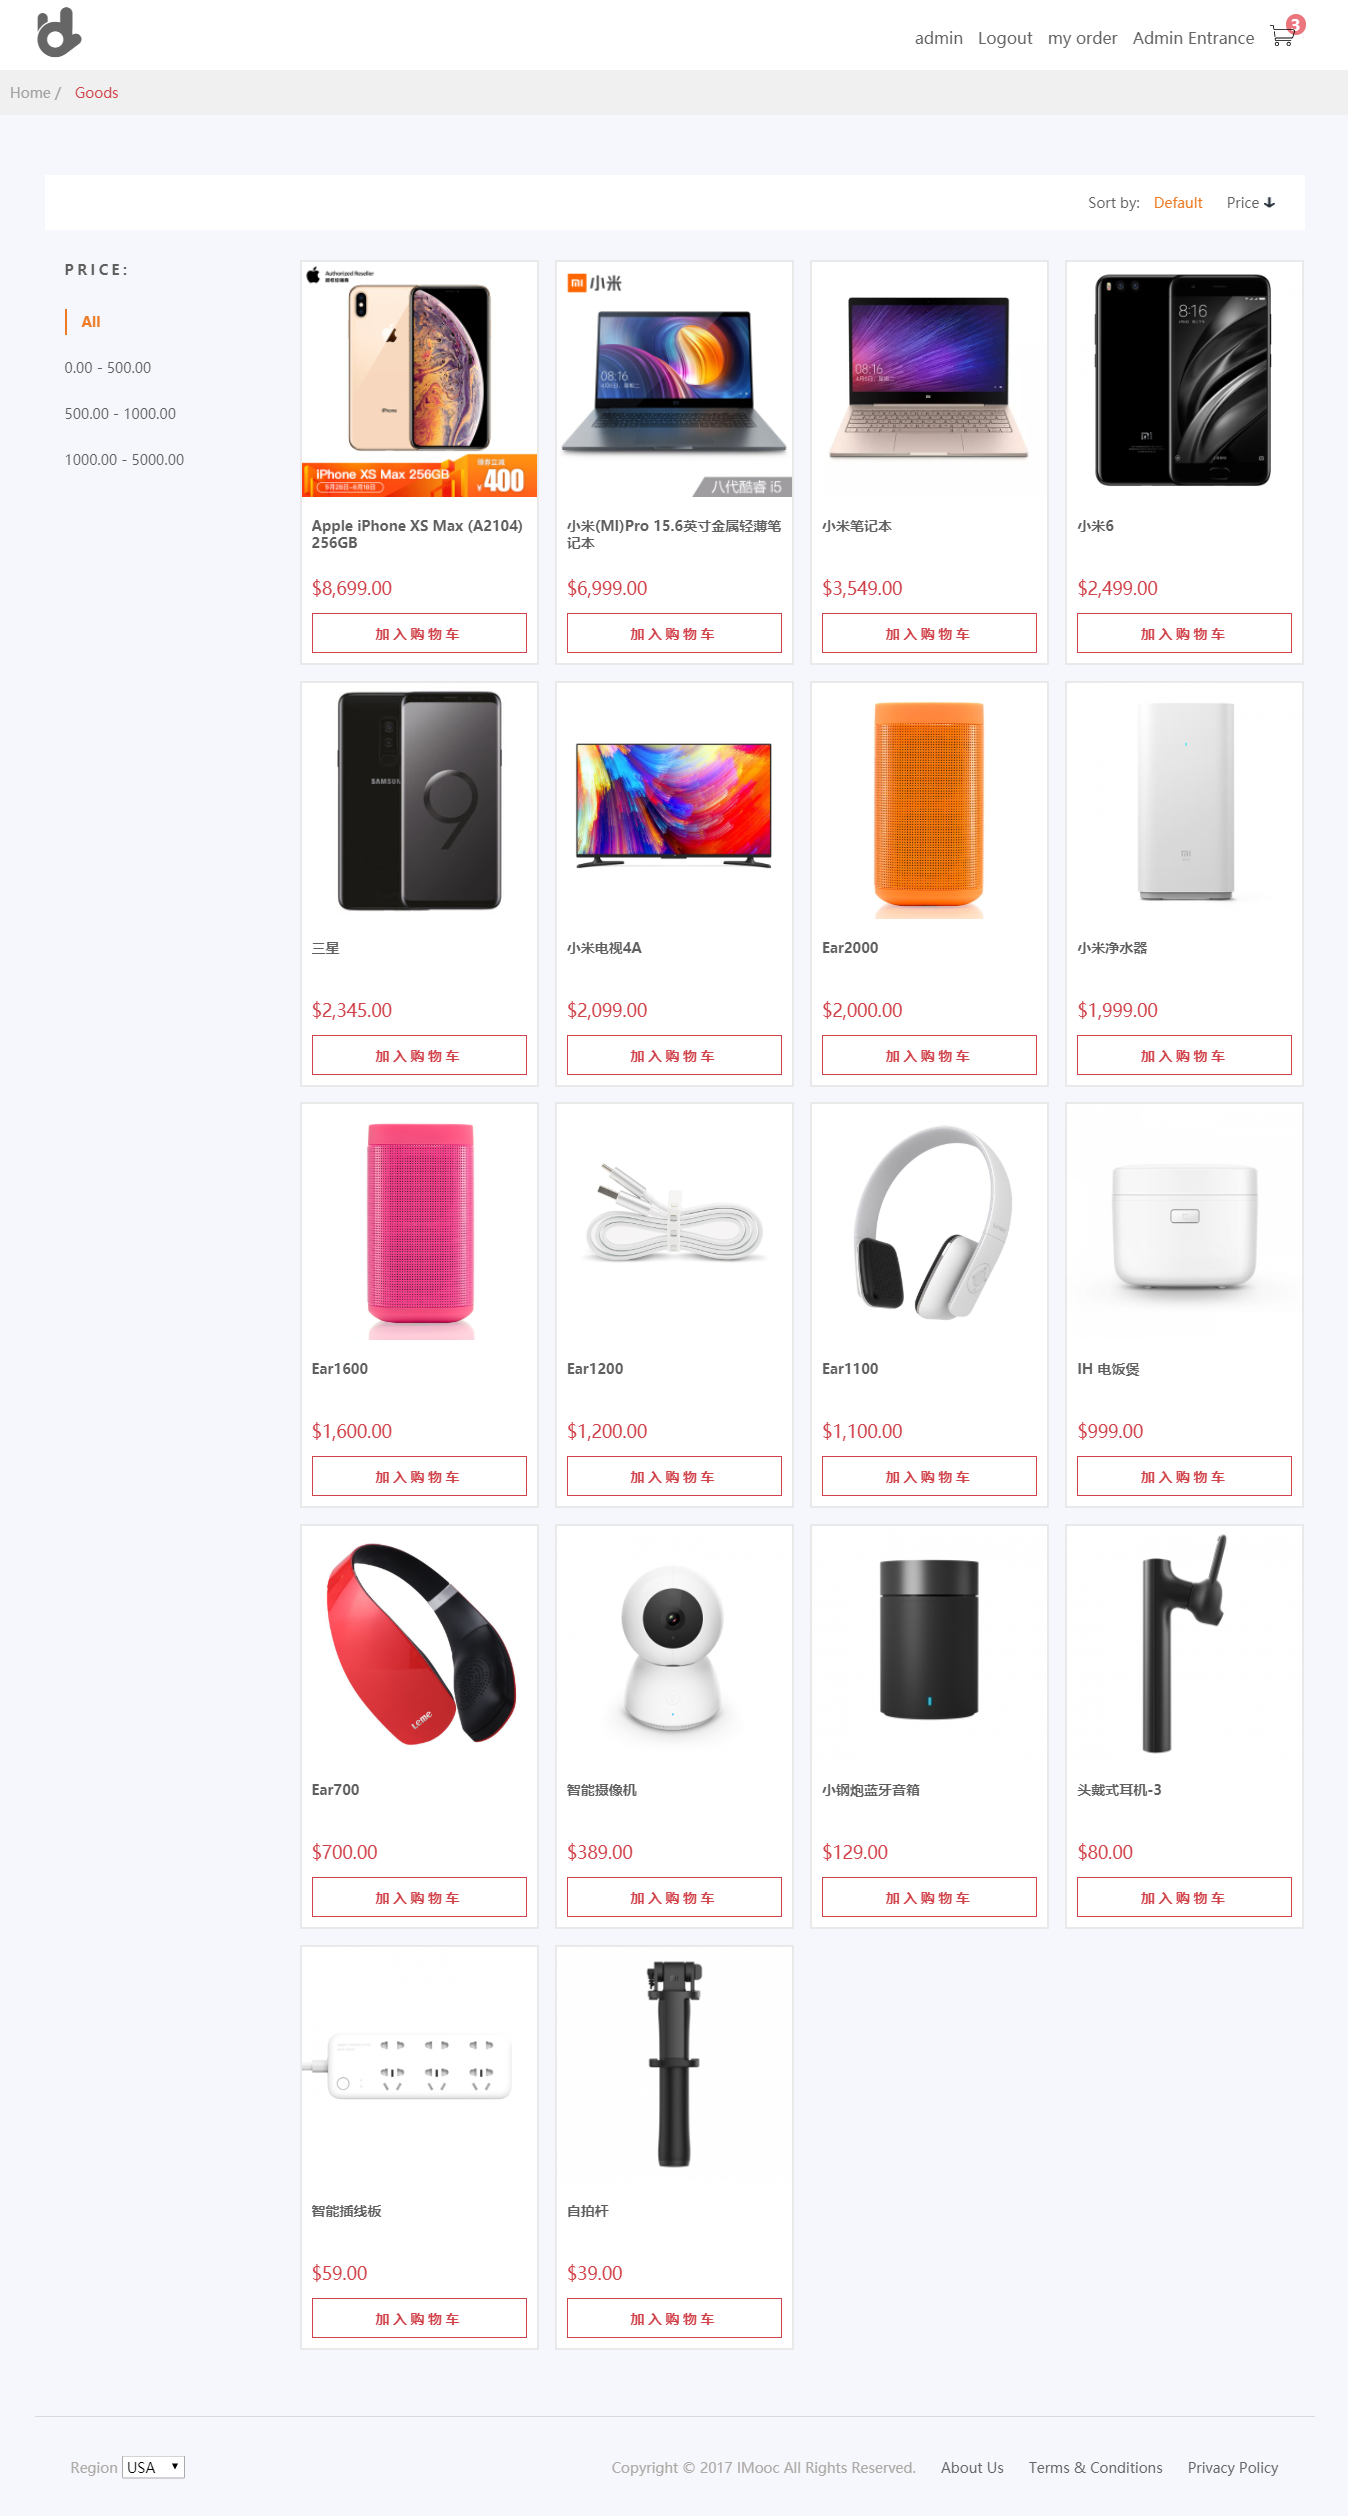 admin Logout my order Admin Entrance 3
Home / Goods
Sort by: Default Price
PRICE:
All
0.00 - 500.00
500.00 - 1000.00
1000.00 - 5000.00
Authorized Reseller
iPhone
iPhone XS Max 256GB
¥400
Apple iPhone XS Max (A2104)
256GB
$8,699.00
加入购物车
小米
08:16
八代酷睿 i5
小米(MI)Pro 15.6英寸金属轻薄笔
记本
$6,999.00
加入购物车
08:16
小米笔记本
$3,549.00
加入购物车
8:16
小米6
$2,499.00
加入购物车
SAMSUN
9
三星
$2,345.00
加入购物车
小米电视4A
$2,099.00
加入购物车
Ear2000
$2,000.00
加入购物车
小米净水器
$1,999.00
加入购物车
Ear1600
$1,600.00
加入购物车
Ear1200
$1,200.00
加入购物车
Ear1100
$1,100.00
加入购物车
IH 电饭煲
$999.00
加入购物车
Leme
Ear700
$700.00
加入购物车
智能摄像机
$389.00
加入购物车
小钢炮蓝牙音箱
$129.00
加入购物车
头戴式耳机-3
$80.00
加入购物车
智能插线板
$59.00
加入购物车
自拍杆
$39.00
加入购物车
Region USA
Copyright © 2017 IMooc All Rights Reserved. About Us Terms & Conditions Privacy Policy